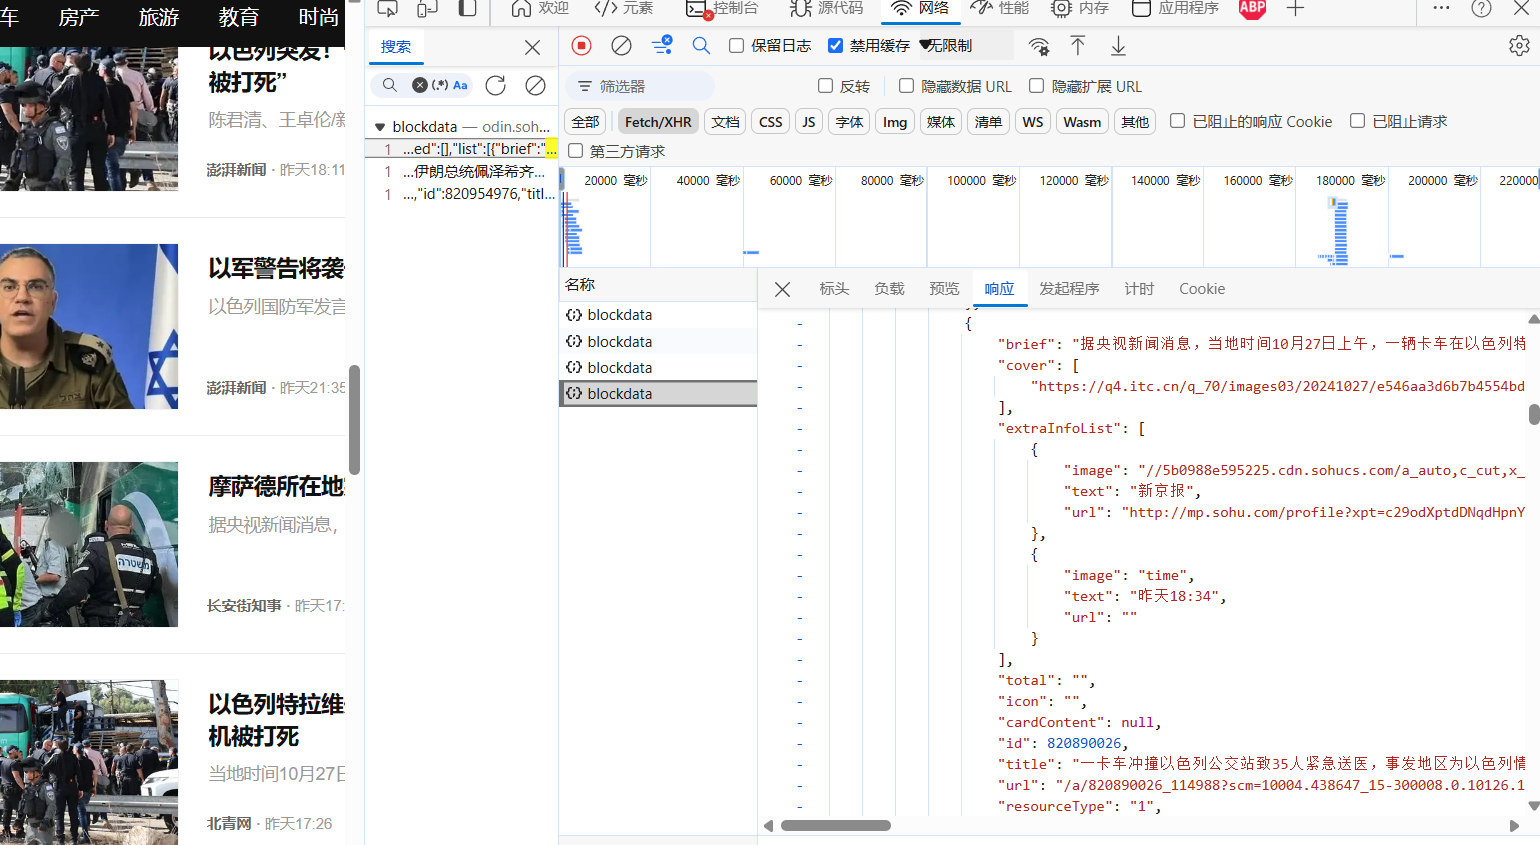 车 房产 旅游 教育 时尚
以色列突发!
被打死”
陈君清、王卓伦/新
澎湃新闻 · 昨天18:11
以军警告将袭
以色列国防军发言
澎湃新闻 · 昨天21:35
摩萨德所在地
据央视新闻消息,
长安街知事 · 昨天17:
以色列特拉维
机被打死
当地时间10月27日
北青网 · 昨天17:26
欢迎 元素 控制台 源代码 网络 性能 内存 应用程序 ABP
搜索
(.*) Aa
blockdata — odin.soh...
1 ...ed":[],"list":[{"brief":"...
1 ...伊朗总统佩泽希齐...
1 ...,"id":820954976,"titl...
保留日志 禁用缓存 无限制
筛选器 反转 隐藏数据 URL 隐藏扩展 URL
全部 Fetch/XHR 文档 CSS JS 字体 Img 媒体 清单 WS Wasm 其他 已阻止的响应 Cookie 已阻止请求
第三方请求
20000 毫秒 40000 毫秒 60000 毫秒 80000 毫秒 100000 毫秒 120000 毫秒 140000 毫秒 160000 毫秒 180000 毫秒 200000 毫秒 220000
名称
blockdata
blockdata
blockdata
blockdata
标头 负载 预览 响应 发起程序 计时 Cookie
{
"brief": "据央视新闻消息，当地时间10月27日上午，一辆卡车在以色列特
"cover": [
"https://q4.itc.cn/q_70/images03/20241027/e546aa3d6b7b4554bd
],
"extraInfoList": [
{
"image": "//5b0988e595225.cdn.sohucs.com/a_auto,c_cut,x_
"text": "新京报",
"url": "http://mp.sohu.com/profile?xpt=c29odXptdDNqdHpnY
},
{
"image": "time",
"text": "昨天18:34",
"url": ""
}
],
"total": "",
"icon": "",
"cardContent": null,
"id": 820890026,
"title": "一卡车冲撞以色列公交站致35人紧急送医，事发地区为以色列情
"url": "/a/820890026_114988?scm=10004.438647_15-300008.0.10126.1
"resourceType": "1",